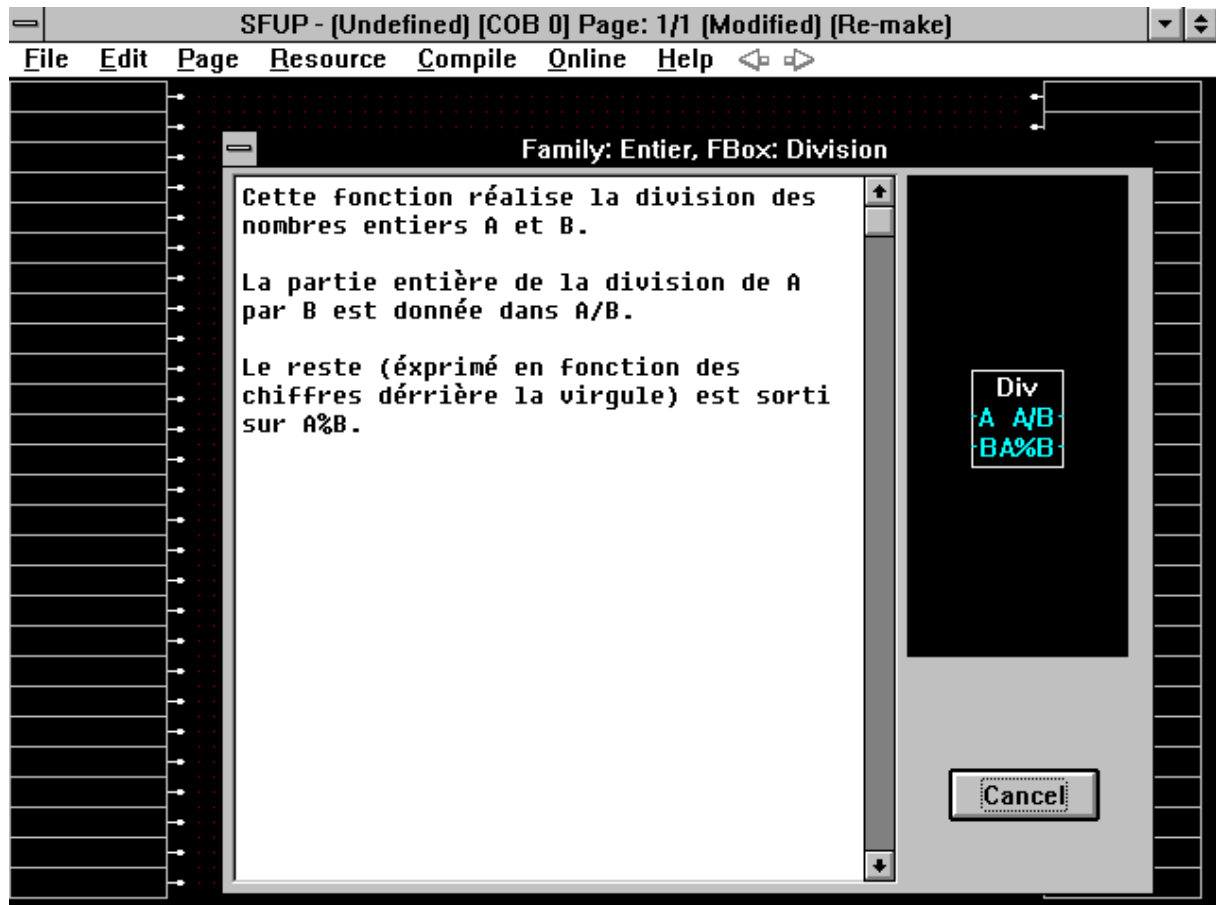 SFUP - (Undefined) [COB 0] Page: 1/1 (Modified) (Re-make)
File Edit Page Resource Compile Online Help
Family: Entier, FBox: Division
Cette fonction réalise la division des
nombres entiers A et B.
La partie entière de la division de A
par B est donnée dans A/B.
Le reste (éxprimé en fonction des
chiffres dérrière la virgule) est sorti
sur A%B.
Div
A A/B
B A%B
Cancel